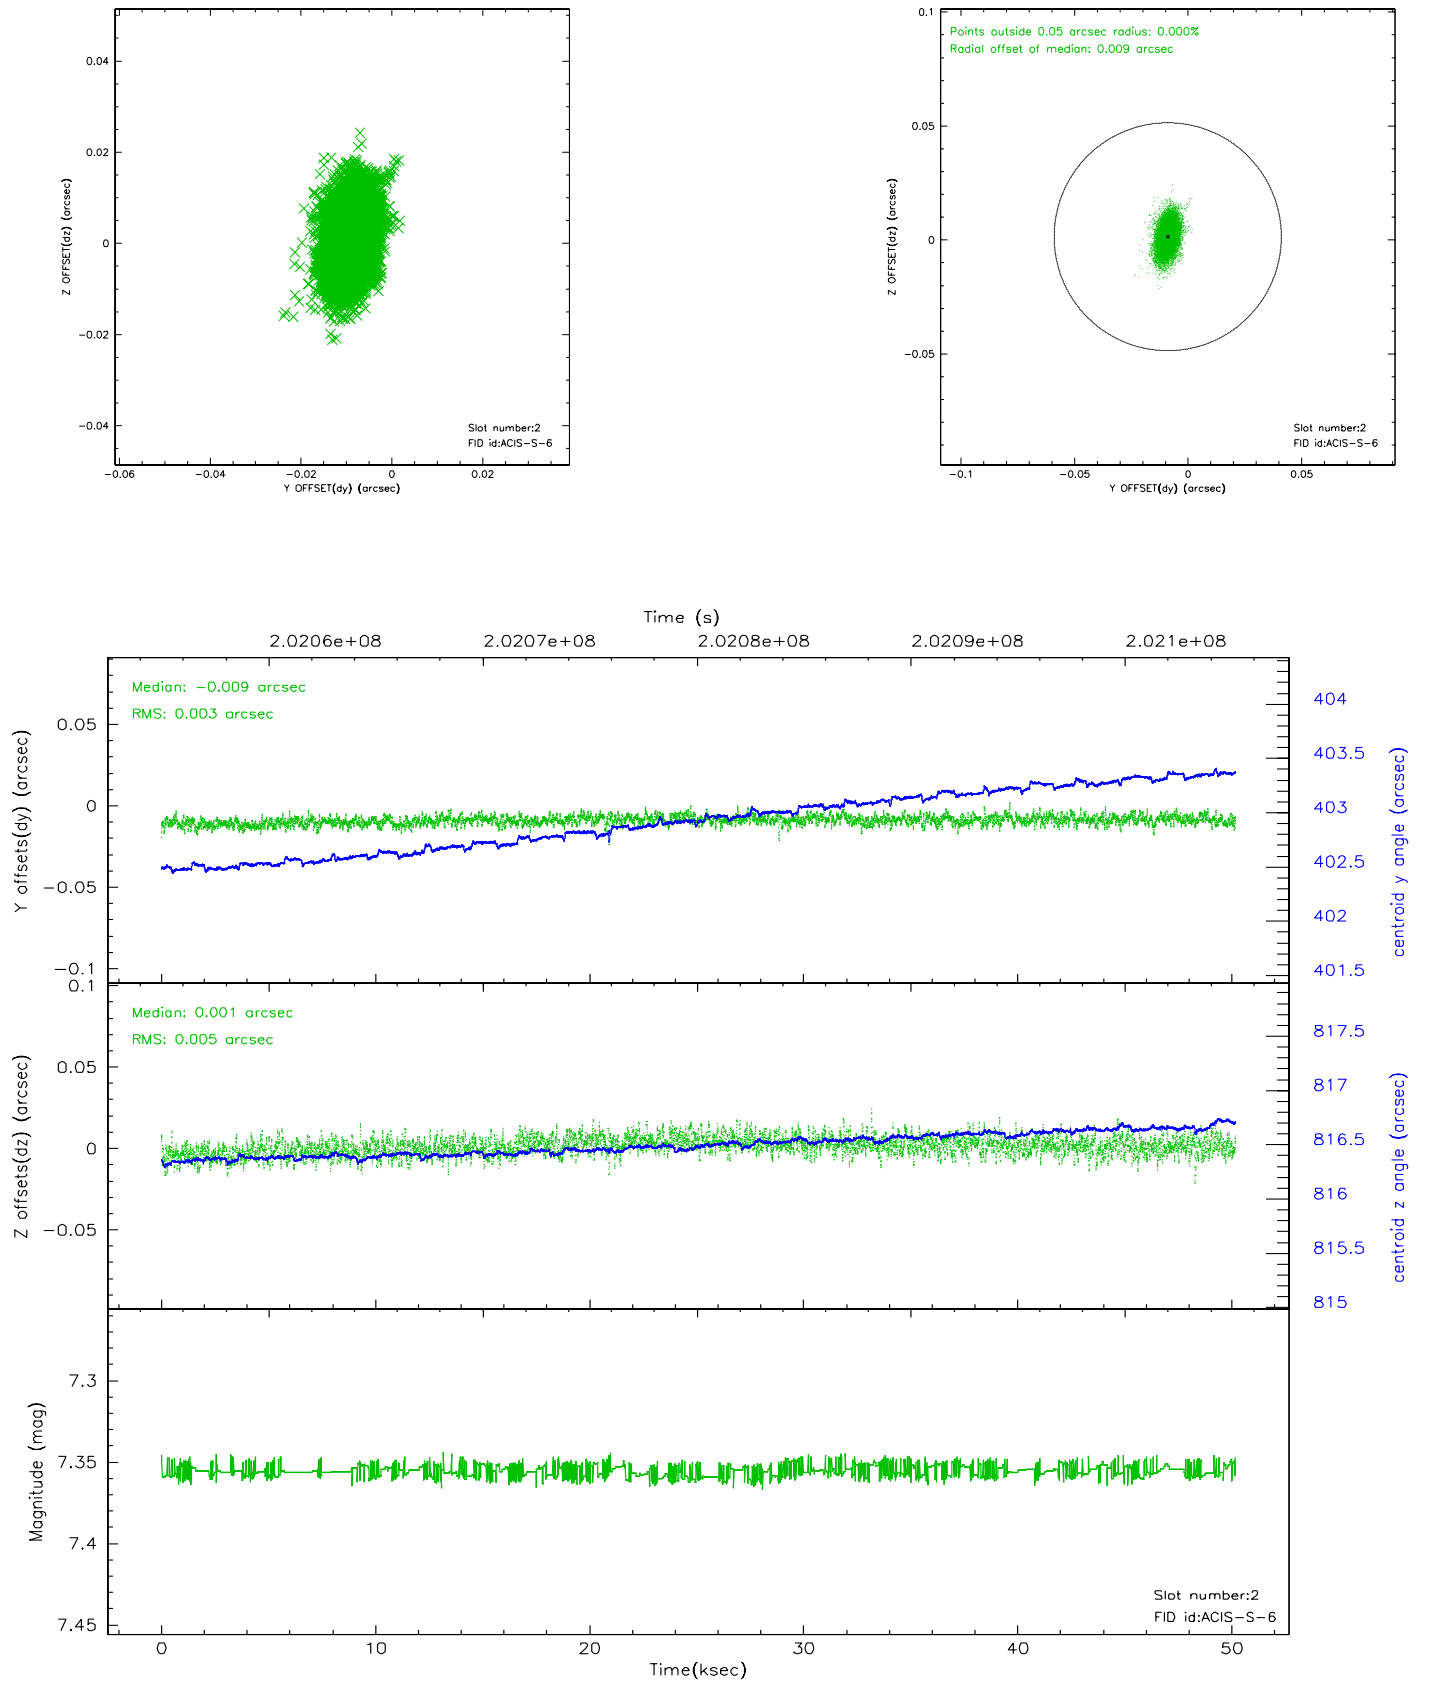 0.04
0.02
0
-0.02
-0.04
Z OFFSET(dz) (arcsec)
Slot number:2
FID id:ACIS-S-6
-0.06 -0.04 -0.02 0 0.02
Y OFFSET(dy) (arcsec)
0.1
Points outside 0.05 arcsec radius: 0.000%
Radial offset of median: 0.009 arcsec
0.05
0
-0.05
Z OFFSET(dz) (arcsec)
Slot number:2
FID id:ACIS-S-6
-0.1 -0.05 0 0.05
Y OFFSET(dy) (arcsec)
Time (s)
2.0206e+08 2.0207e+08 2.0208e+08 2.0209e+08 2.021e+08
Median: -0.009 arcsec
RMS: 0.003 arcsec
0.05
0
-0.05
-0.1
Y offsets(dy) (arcsec)
404
403.5
403
402.5
402
401.5
centroid y angle (arcsec)
0.1
Median: 0.001 arcsec
RMS: 0.005 arcsec
0.05
0
-0.05
Z offsets(dz) (arcsec)
817.5
817
816.5
816
815.5
815
centroid z angle (arcsec)
7.3
7.35
7.4
7.45
Magnitude (mag)
Slot number:2
FID id:ACIS-S-6
0 10 20 30 40 50
Time(ksec)